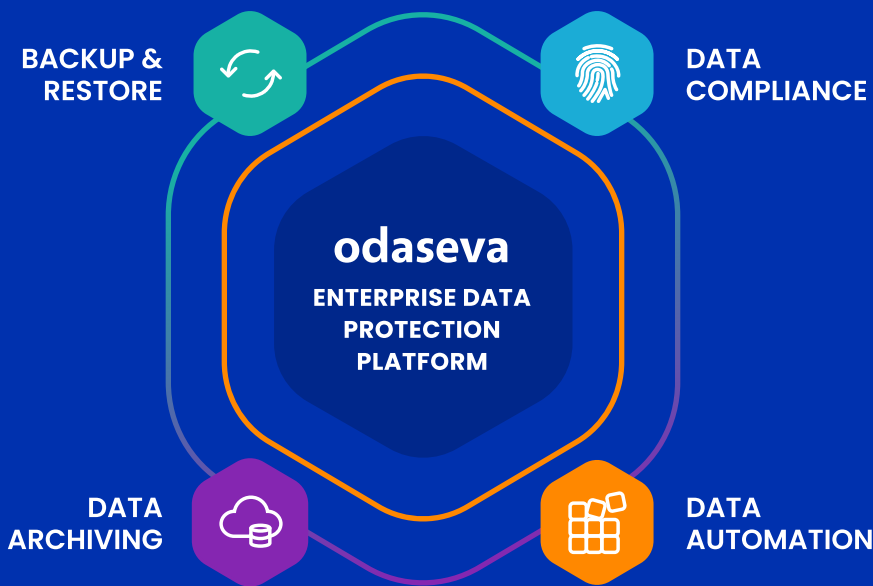 BACKUP &
RESTORE
DATA
COMPLIANCE
odaseva
ENTERPRISE DATA
PROTECTION
PLATFORM
DATA
ARCHIVING
DATA
AUTOMATION